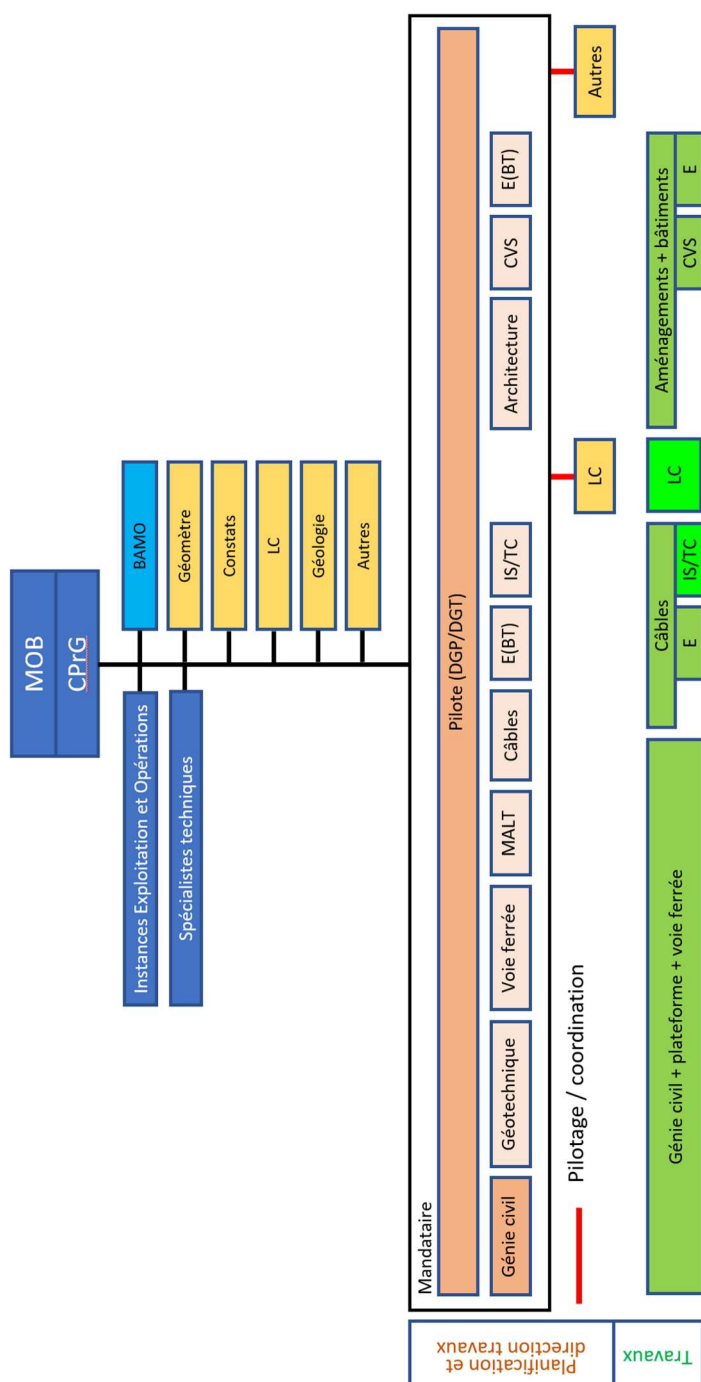 MOB
CPrG
BAMO
Instances Exploitation et Opérations
Géomètre
Spécialistes techniques
Constats
LC
Géologie
Autres
Planification et
direction travaux
Mandataire
Pilote (DGP/DGT)
Génie civil
Géotechnique
Voie ferrée
MALT
Câbles
E(BT)
IS/TC
Architecture
CVS
E(BT)
Pilotage / coordination
LC
Autres
Travaux
Génie civil + plateforme + voie ferrée
Câbles
E
IS/TC
LC
Aménagements + bâtiments
CVS
E